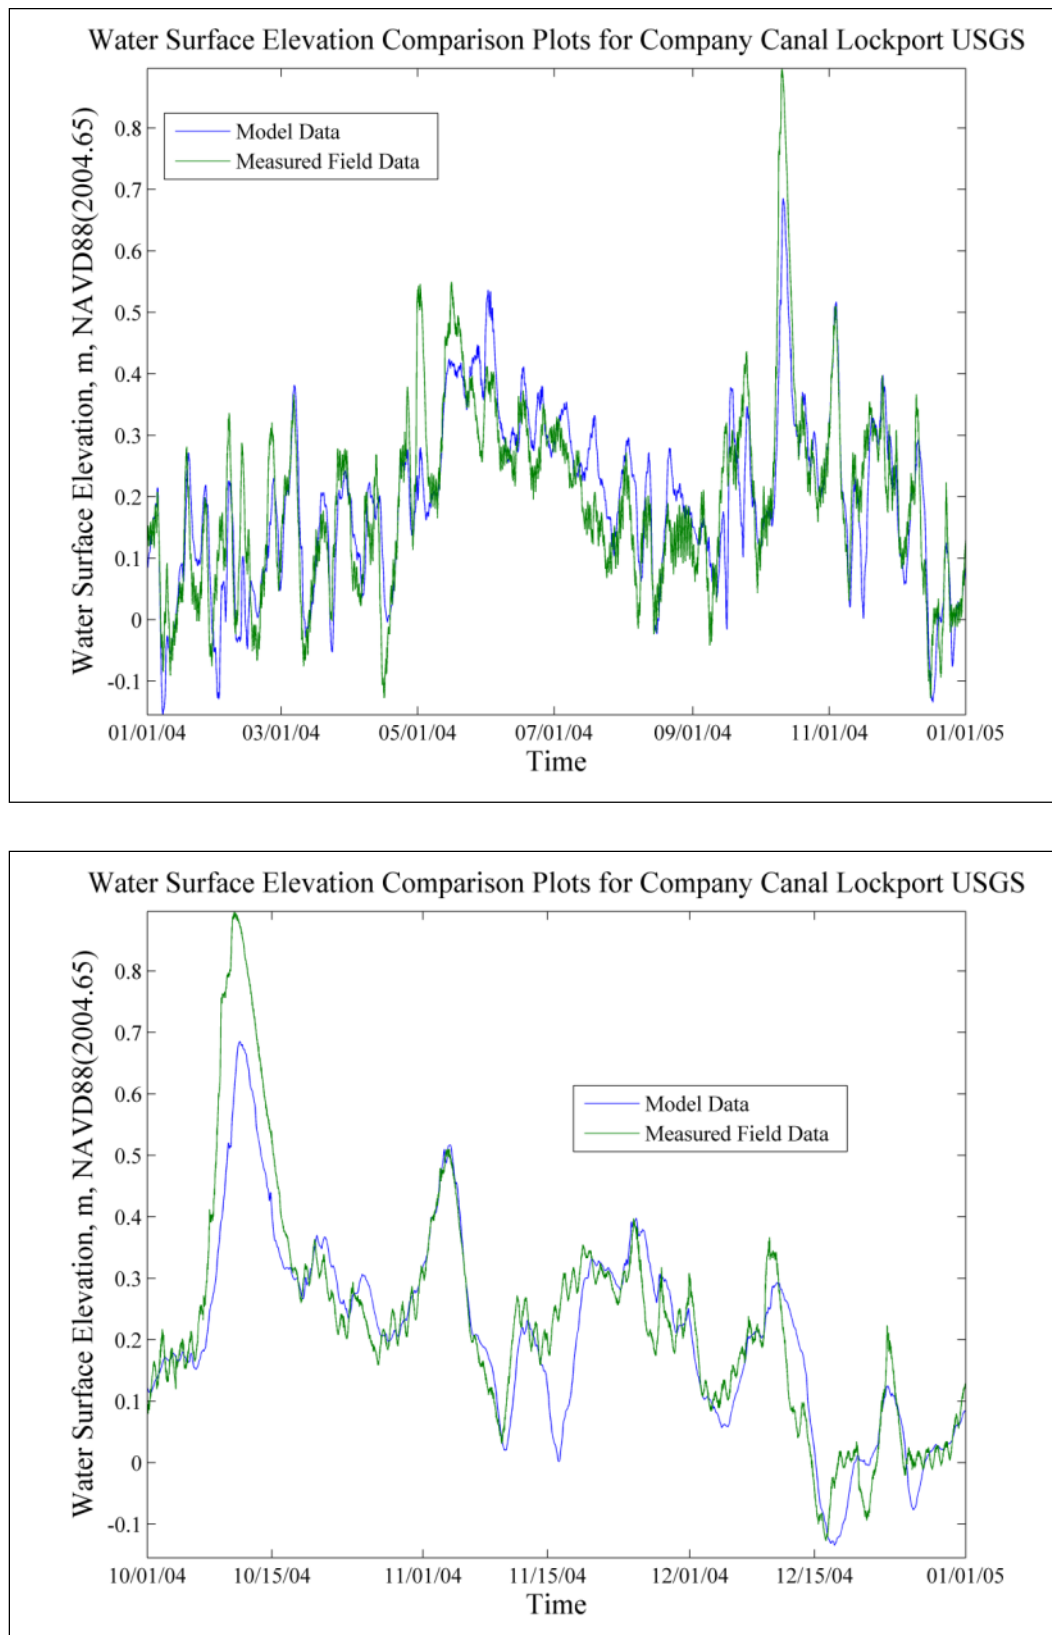 Water Surface Elevation Comparison Plots for Company Canal Lockport USGS
Water Surface Elevation, m, NAVD88(2004.65)
0.8
0.7
0.6
0.5
0.4
0.3
0.2
0.1
0
-0.1
Model Data
Measured Field Data
01/01/04 03/01/04 05/01/04 07/01/04 09/01/04 11/01/04 01/01/05
Time
Water Surface Elevation Comparison Plots for Company Canal Lockport USGS
Water Surface Elevation, m, NAVD88(2004.65)
0.8
0.7
0.6
0.5
0.4
0.3
0.2
0.1
0
-0.1
Model Data
Measured Field Data
10/01/04 10/15/04 11/01/04 11/15/04 12/01/04 12/15/04 01/01/05
Time